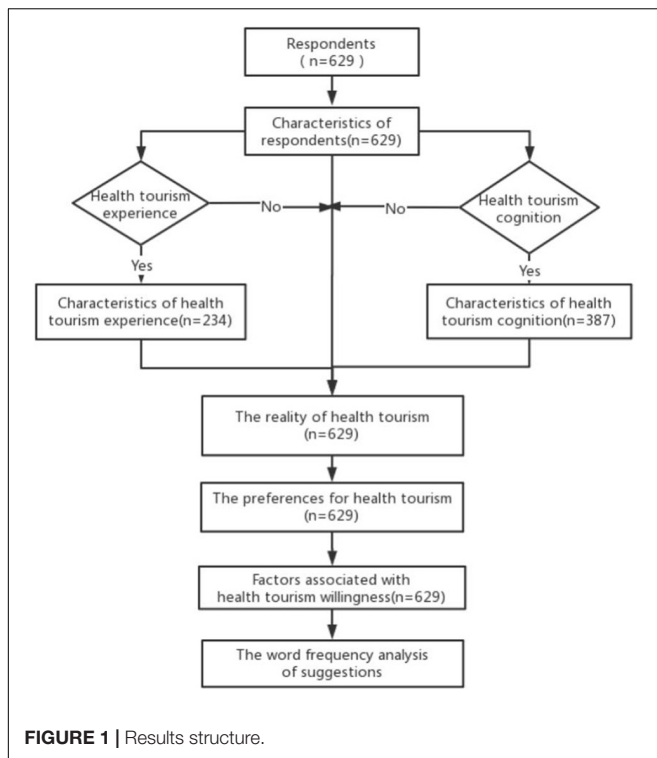 Respondents
( n=629 )
Characteristics of
respondents(n=629)
Health tourism
experience
No
No
Health tourism
cognition
Yes
Yes
Characteristics of health
tourism experience(n=234)
Characteristics of health
tourism cognition(n=387)
The reality of health tourism
(n=629)
The preferences for health tourism
(n=629)
Factors associated with
health tourism willingness(n=629)
The word frequency analysis
of suggestions
FIGURE 1 | Results structure.